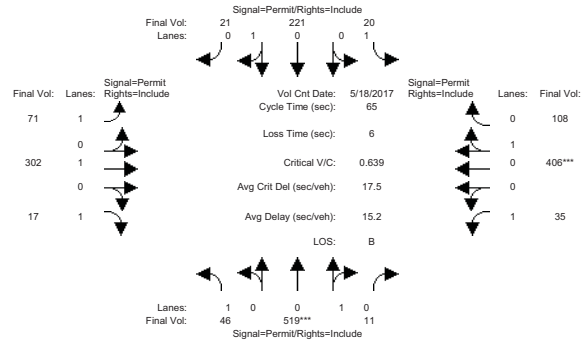 Signal=Permit/Rights=Include
Final Vol: 21 221 20
Lanes: 0 1 0 0 1
Signal=Permit
Final Vol: Lanes: Rights=Include
Vol Cnt Date: 5/18/2017
Signal=Permit
Rights=Include Lanes: Final Vol:
Cycle Time (sec): 65
71 1
0 108
Loss Time (sec): 6
0
1
302 1
Critical V/C: 0.639
0 406***
0
Avg Crit Del (sec/veh): 17.5
0
17 1
Avg Delay (sec/veh): 15.2
1 35
LOS: B
Lanes: 1 0 0 1 0
Final Vol: 46 519*** 11
Signal=Permit/Rights=Include